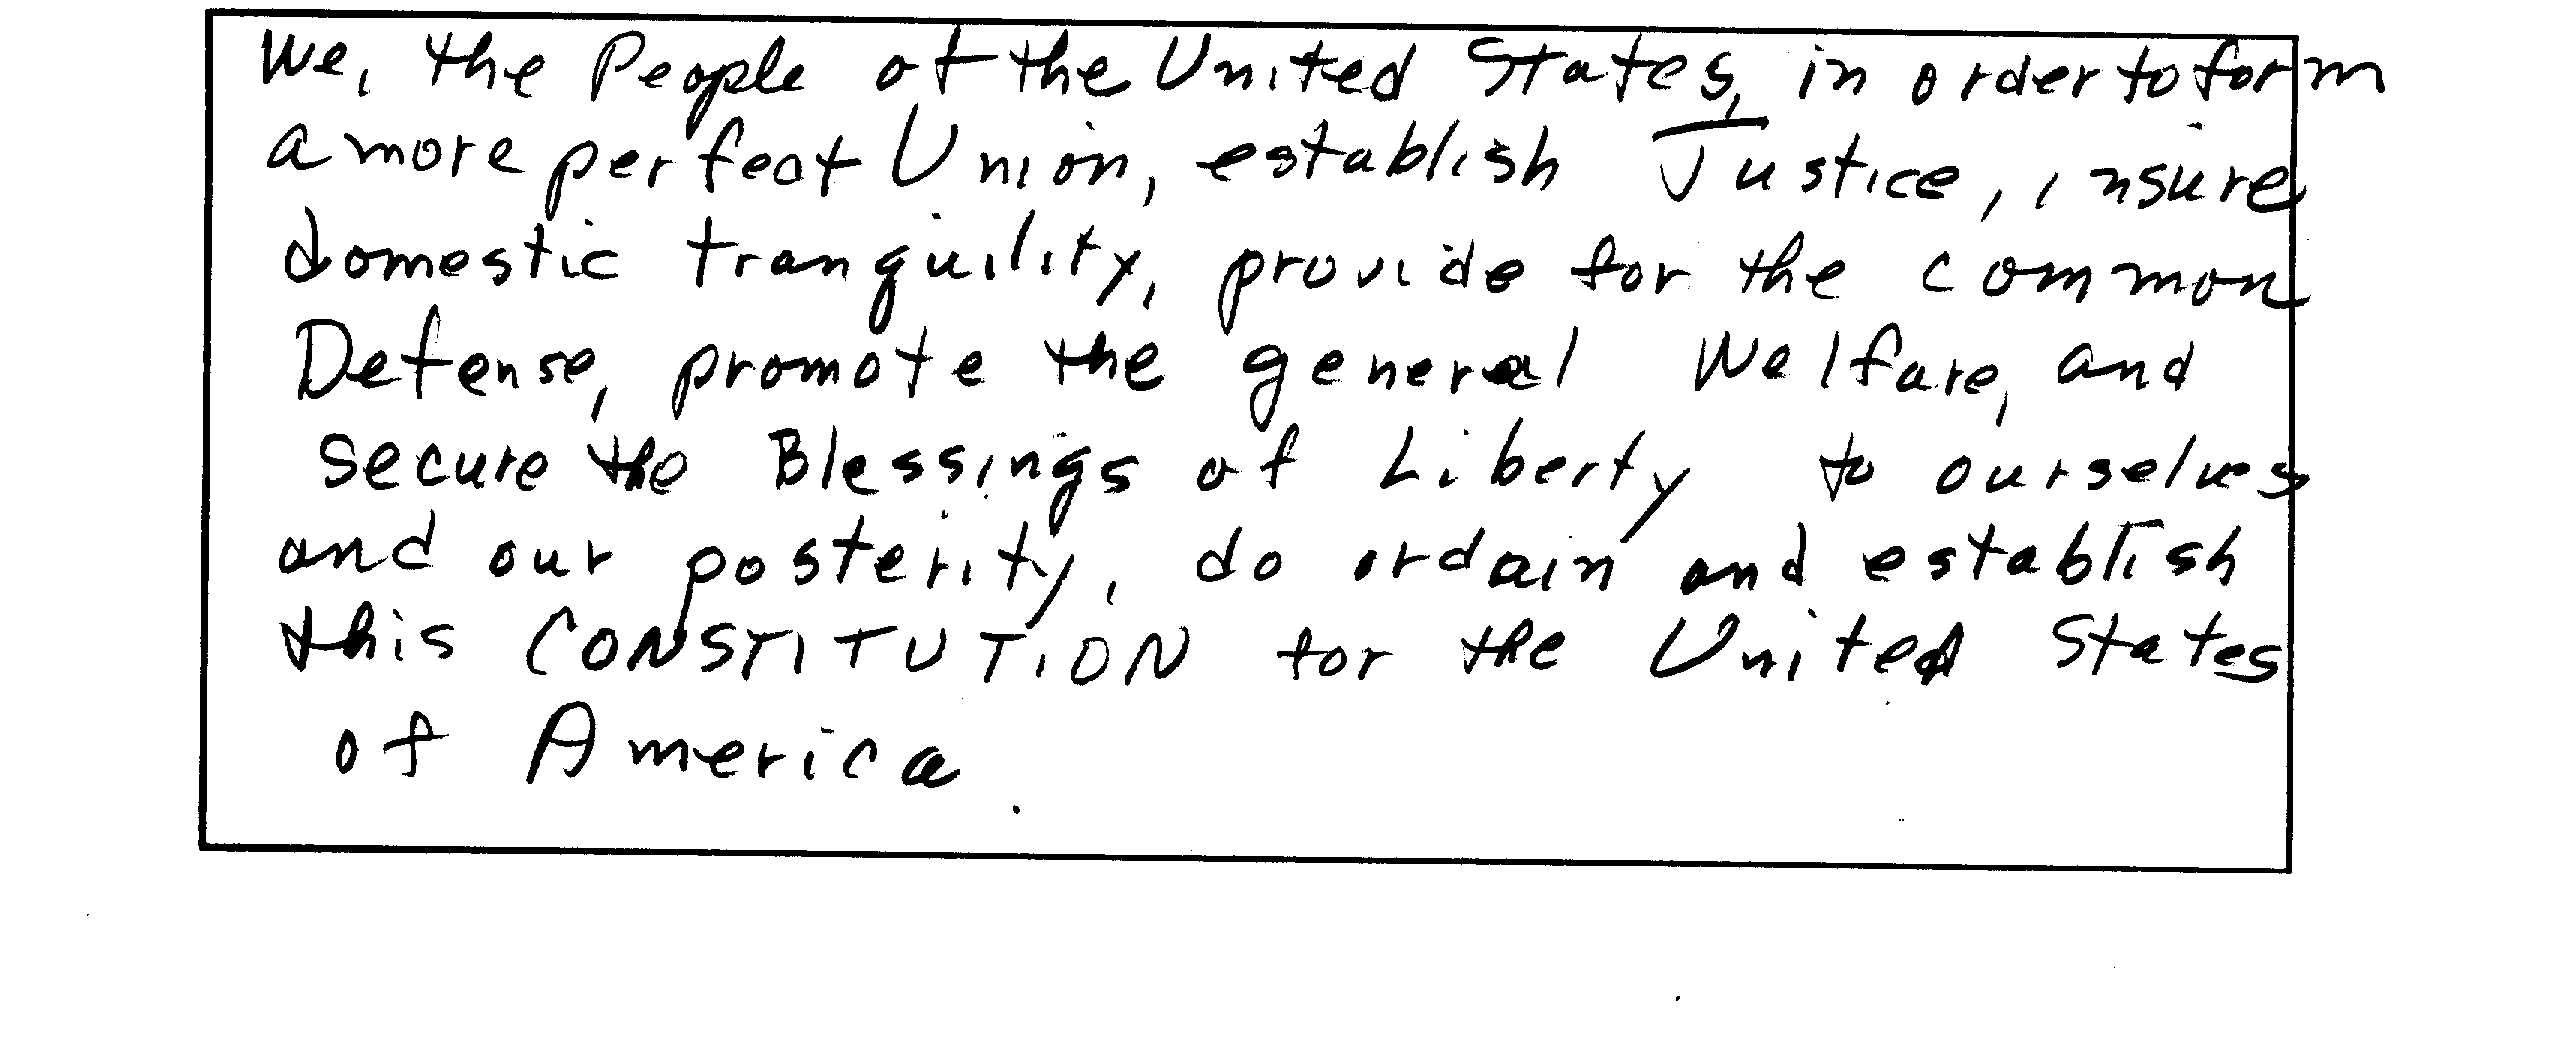 We, the People of the United States, in order to form
a more perfect Union, establish Justice, insure
domestic tranquility, provide for the common
Defense, promote the general Welfare, and
secure the Blessings of Liberty to ourselves
and our posterity, do ordain and establish
this CONSTITUTION for the United States
of America